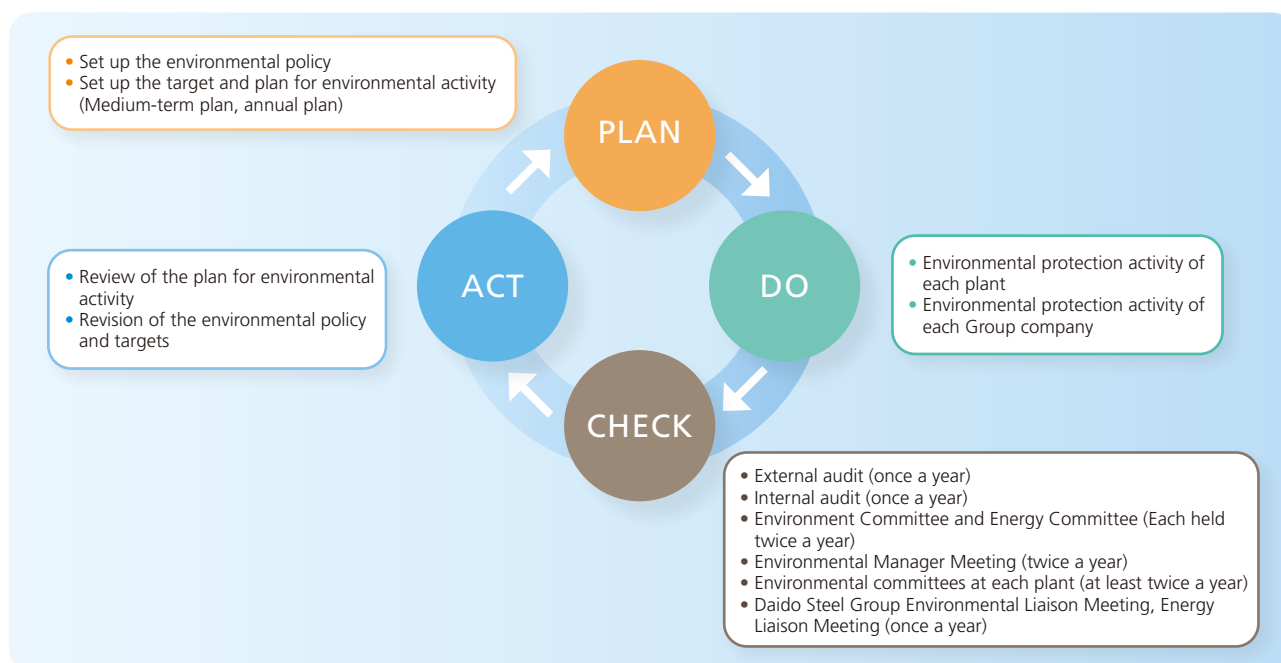 • Set up the environmental policy
• Set up the target and plan for environmental activity
(Medium-term plan, annual plan)
PLAN
• Review of the plan for environmental
activity
• Revision of the environmental policy
and targets
ACT
DO
• Environmental protection activity of
each plant
• Environmental protection activity of
each Group company
CHECK
• External audit (once a year)
• Internal audit (once a year)
• Environment Committee and Energy Committee (Each held
twice a year)
• Environmental Manager Meeting (twice a year)
• Environmental committees at each plant (at least twice a year)
• Daido Steel Group Environmental Liaison Meeting, Energy
Liaison Meeting (once a year)